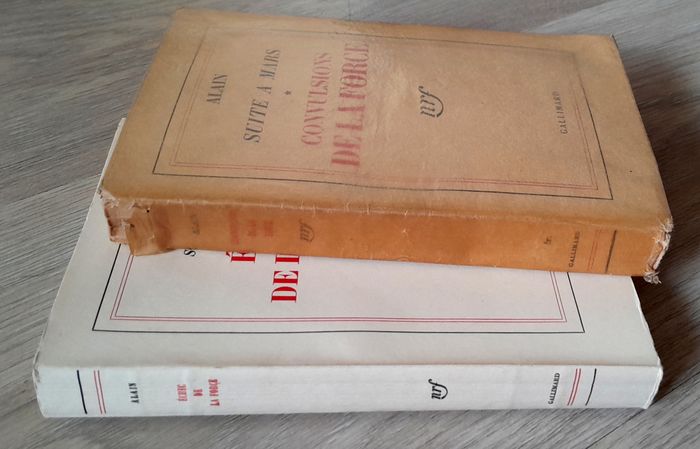 ALAIN
SUITE A MARS
*
CONVULSIONS
DE LA FORCE
nrf
GALLIMARD
ALAIN
nrf
fr.
GALLIMARD
S
É
DE L
ALAIN
ÉCHEC
DE
LA FORCE
nrf
GALLIMARD